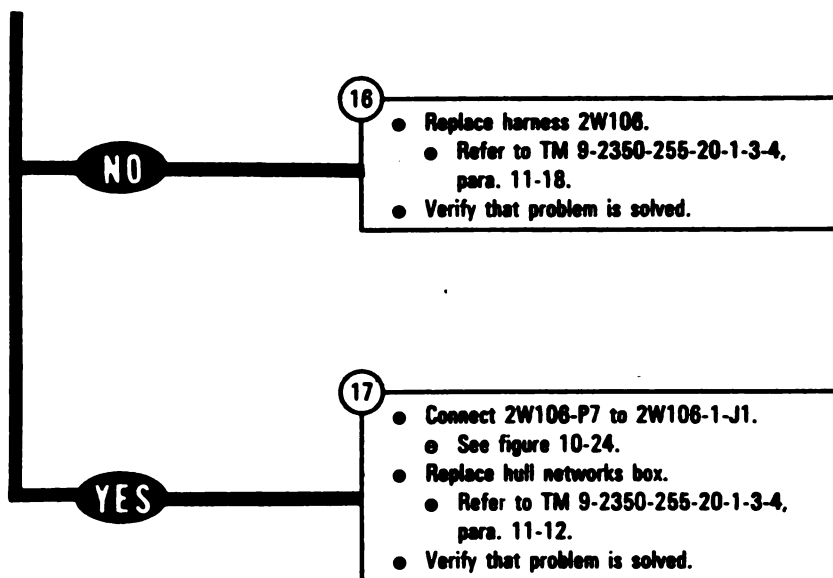 16
NO
● Replace harness 2W106.
● Refer to TM 9-2350-255-20-1-3-4,
para. 11-18.
● Verify that problem is solved.
17
YES
● Connect 2W106-P7 to 2W106-1-J1.
● See figure 10-24.
● Replace hull networks box.
● Refer to TM 9-2350-255-20-1-3-4,
para. 11-12.
● Verify that problem is solved.